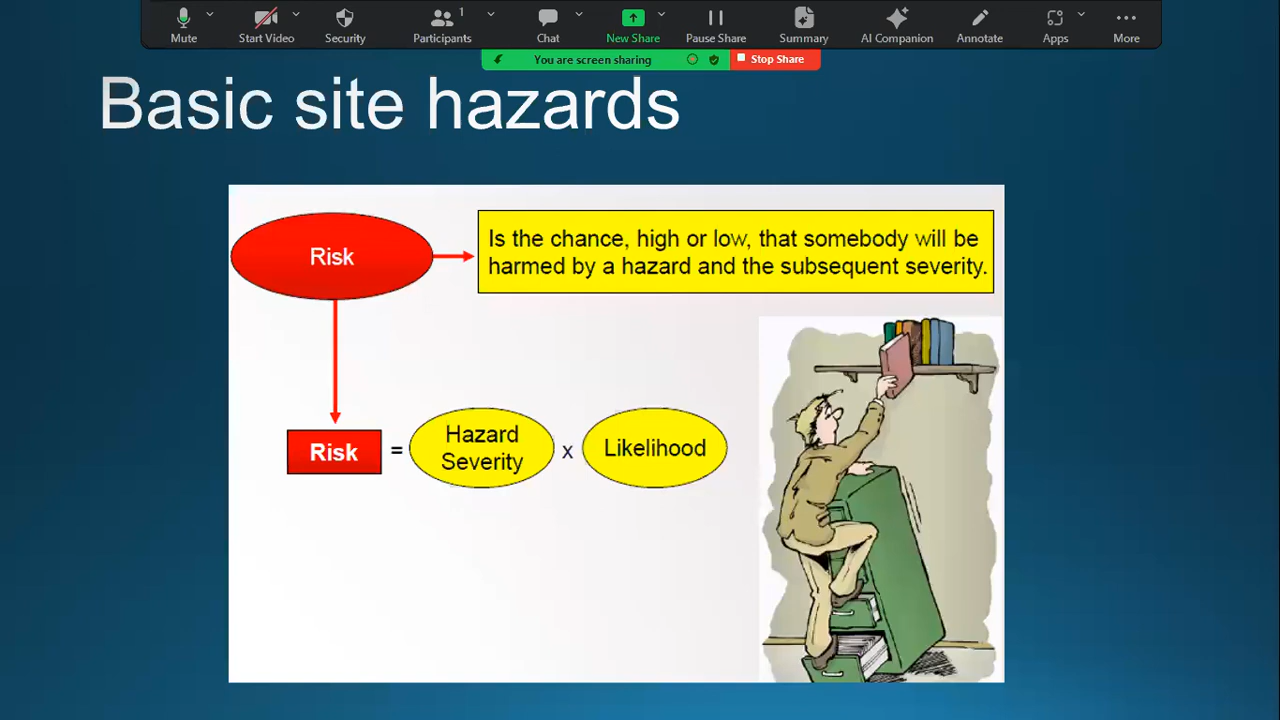 Mute
Start Video
Security
Participants
1
Chat
New Share
Pause Share
Summary
AI Companion
Annotate
Apps
More
You are screen sharing
Stop Share
Basic site hazards
Risk
Is the chance, high or low, that somebody will be
harmed by a hazard and the subsequent severity.
Risk
=
Hazard
Severity
x
Likelihood